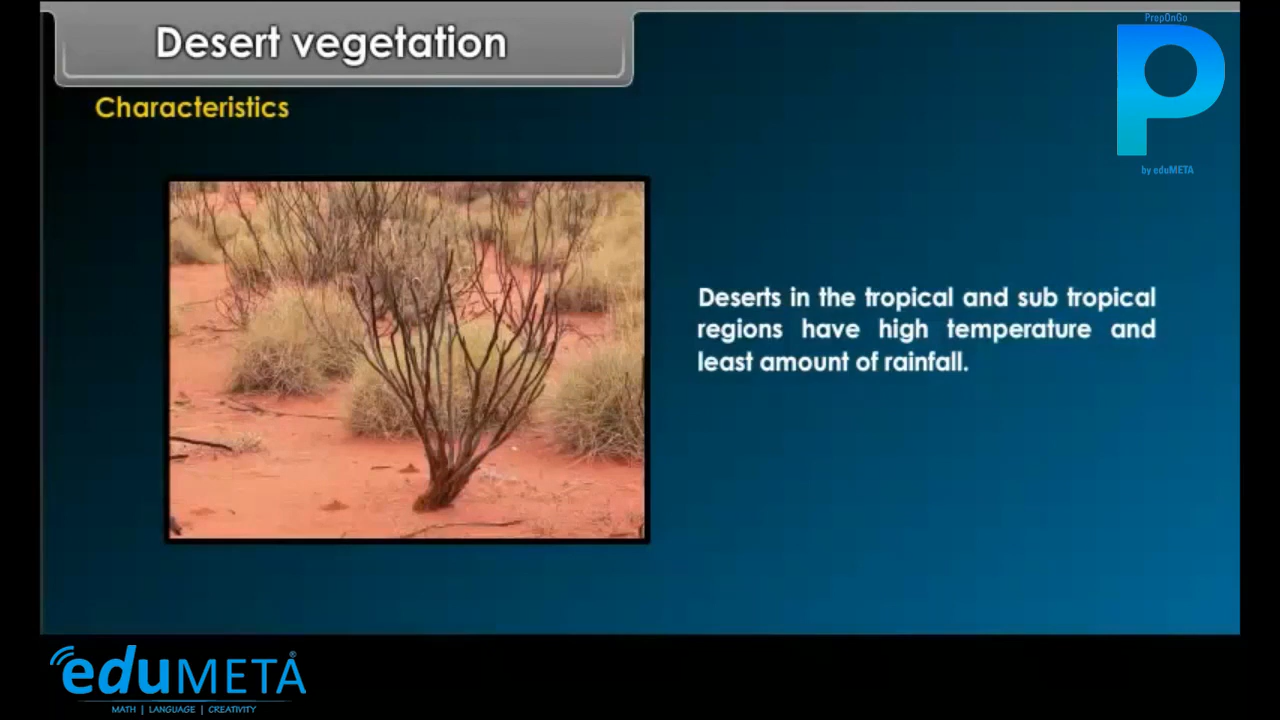 Desert vegetation
PrepOnGo
P
by eduMETA
Characteristics
Deserts in the tropical and sub tropical
regions have high temperature and
least amount of rainfall.
eduMETA®
MATH | LANGUAGE | CREATIVITY